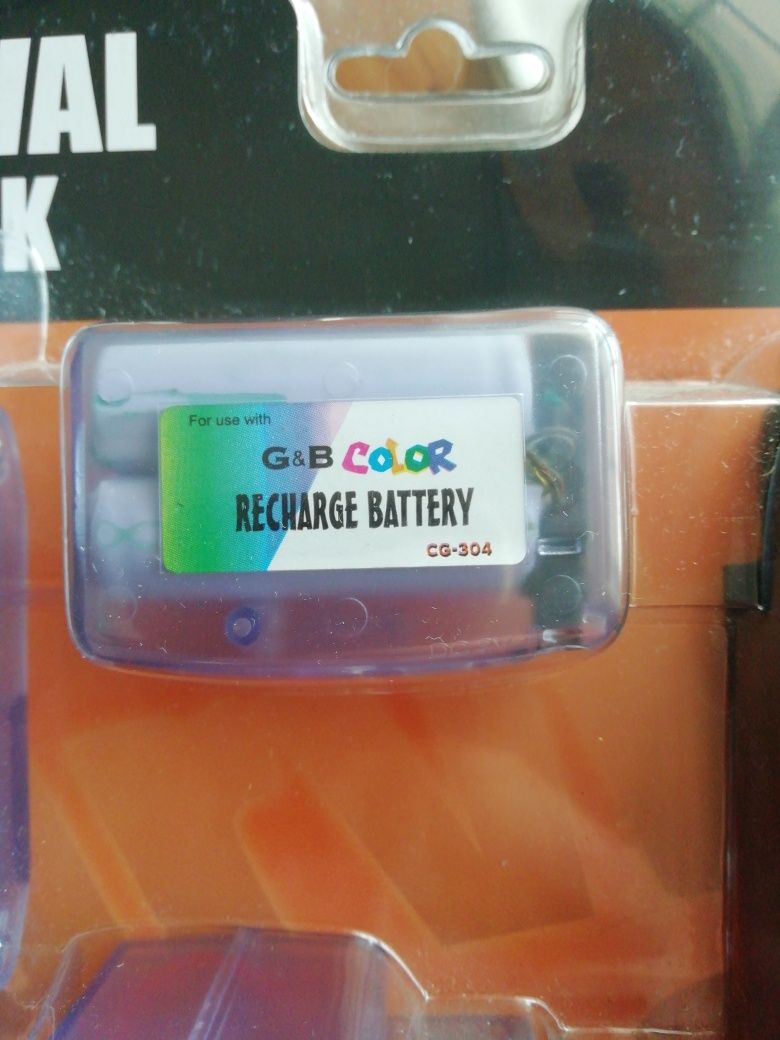 VAL
K
For use with
G&B COLOR
RECHARGE BATTERY
CG-304